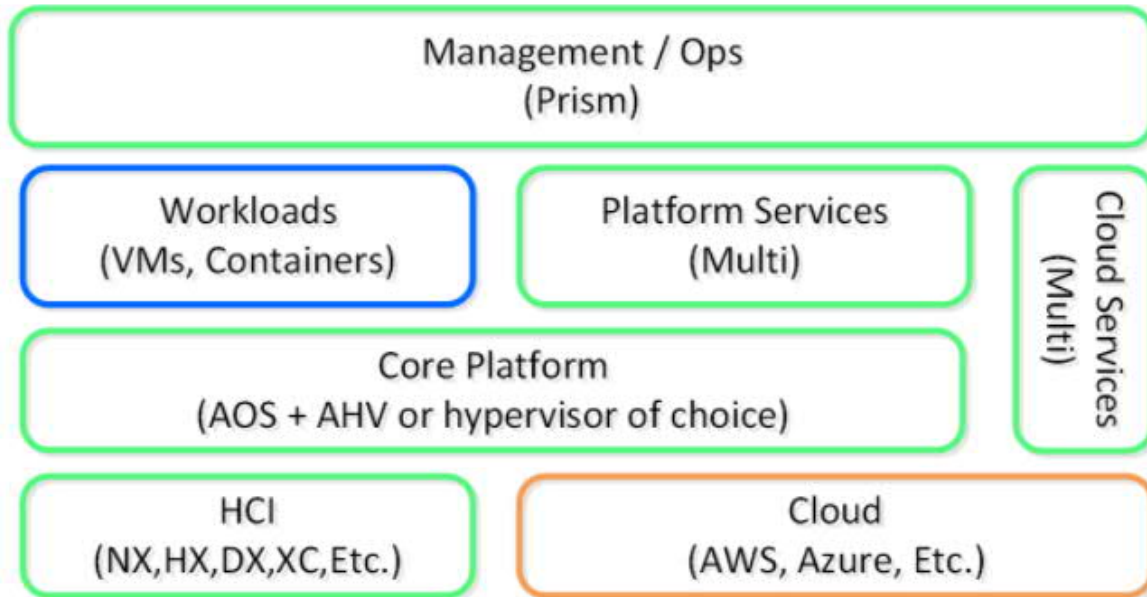 Management / Ops
(Prism)
Workloads
(VMs, Containers)
Platform Services
(Multi)
Cloud Services
(Multi)
Core Platform
(AOS + AHV or hypervisor of choice)
HCI
(NX,HX,DX,XC,Etc.)
Cloud
(AWS, Azure, Etc.)